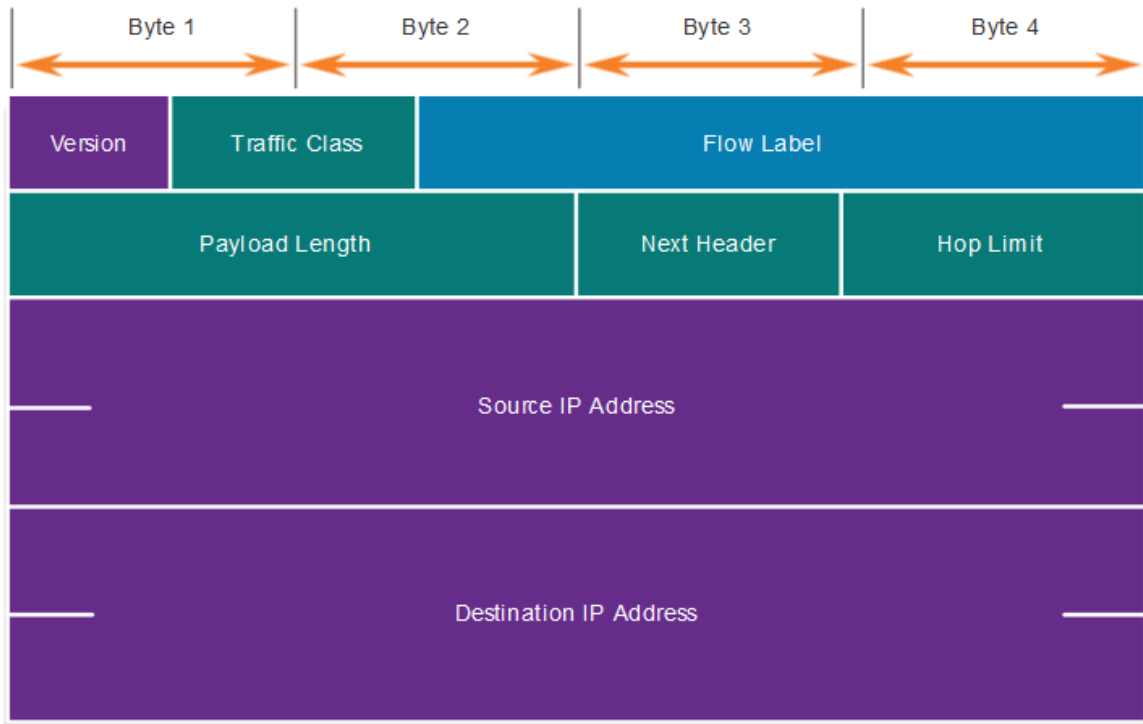 Byte 1 Byte 2 Byte 3 Byte 4
Version Traffic Class Flow Label
Payload Length Next Header Hop Limit
Source IP Address
Destination IP Address